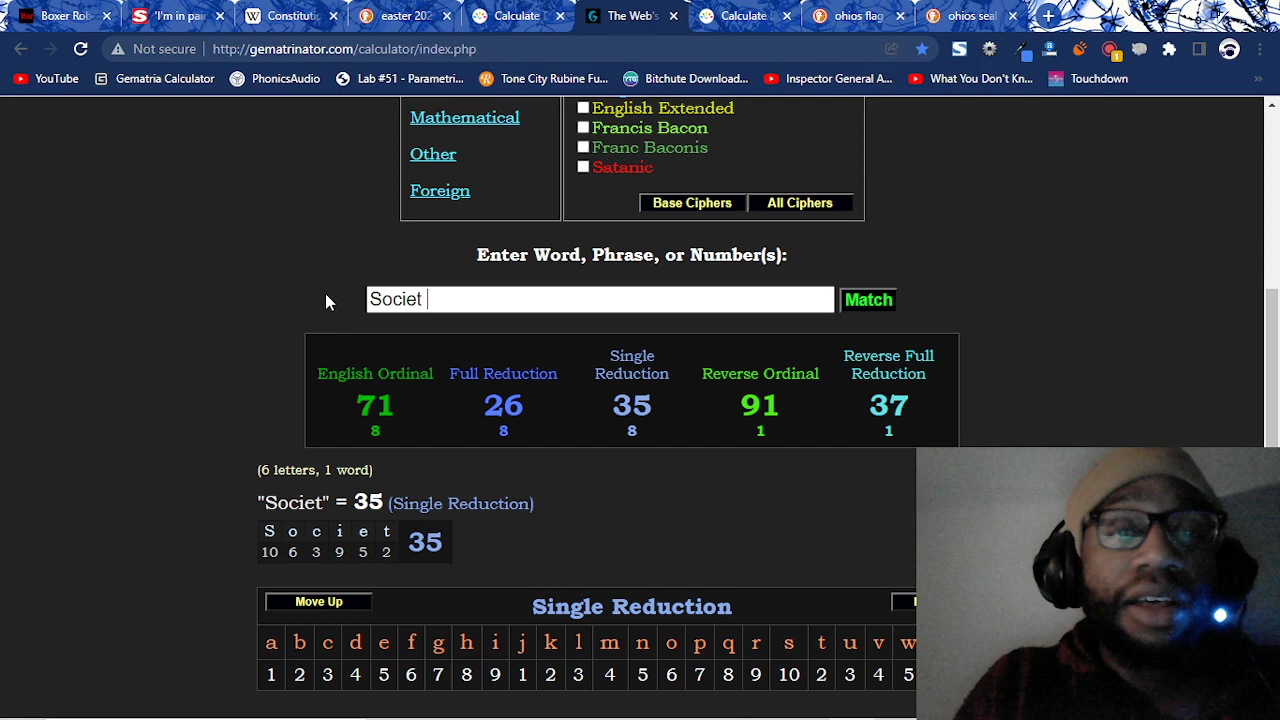 Boxer Rob
'I'm in pai
Constitutio
easter 202
Calculate D
The Web's
Calculate D
ohios flag
ohios seal
Not secure http://gematrinator.com/calculator/index.php
YouTube Gematria Calculator PhonicsAudio Lab #51 - Parametri... Tone City Rubine Fu... Bitchute Download... Inspector General A... What You Don't Kn... Touchdown
Mathematical
Other
Foreign
English Extended
Francis Bacon
Franc Baconis
Satanic
Base Ciphers All Ciphers
Enter Word, Phrase, or Number(s):
Societ Match
English Ordinal Full Reduction Single Reduction Reverse Ordinal Reverse Full Reduction
71 26 35 91 37
8 8 8 1 1
(6 letters, 1 word)
"Societ" = 35 (Single Reduction)
S o c i e t
10 6 3 9 5 2 35
Move Up Single Reduction
a b c d e f g h i j k l m n o p q r s t u v w
1 2 3 4 5 6 7 8 9 1 2 3 4 5 6 7 8 9 10 2 3 4 5